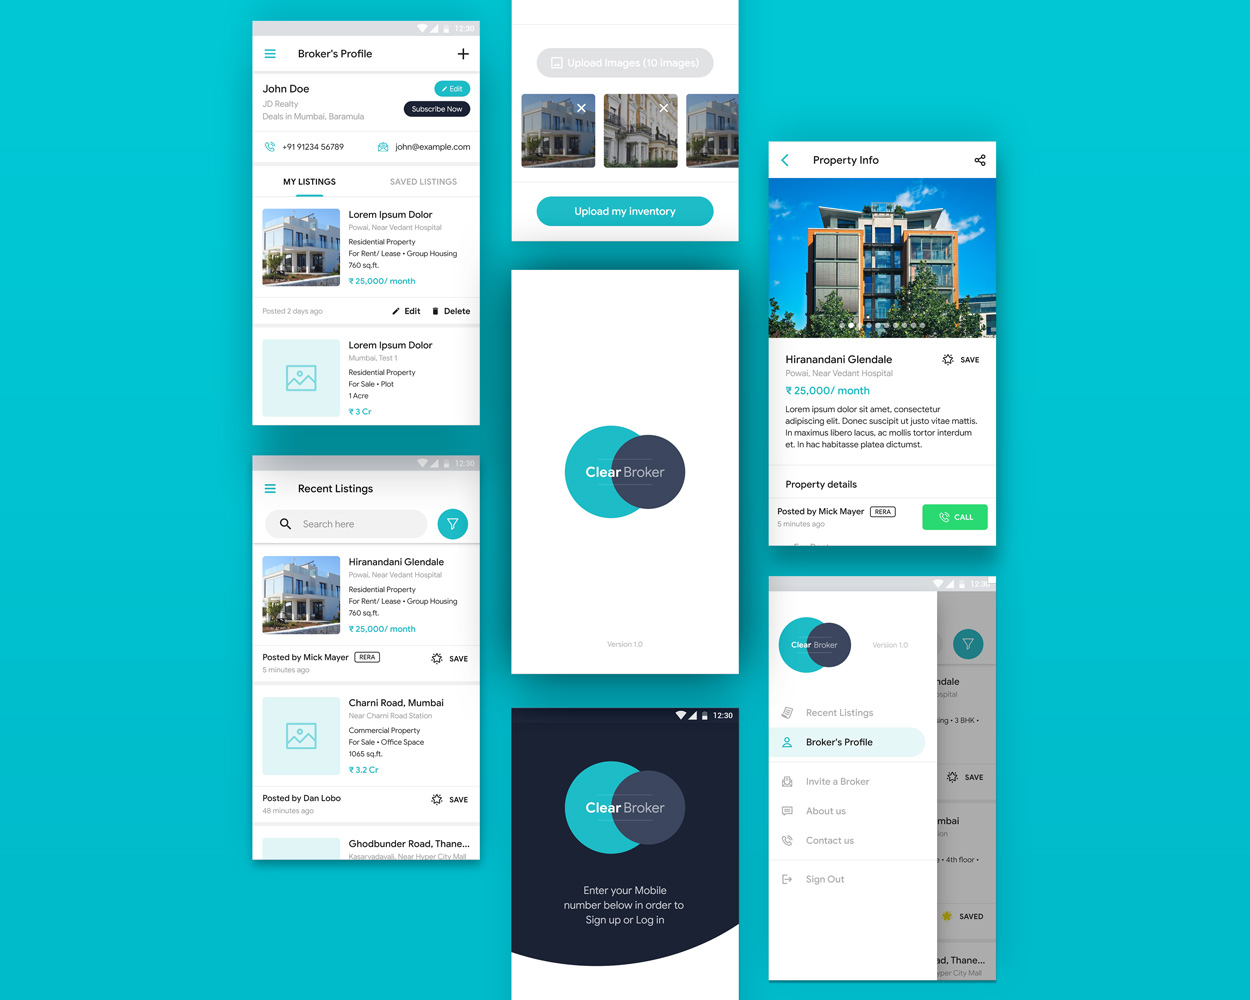 12:30
Broker's Profile
John Doe
Edit
JD Realty
Subscribe Now
Deals in Mumbai, Baramula
+91 91234 56789
john@example.com
MY LISTINGS
SAVED LISTINGS
Lorem Ipsum Dolor
Powai, Near Vedant Hospital
Residential Property
For Rent/ Lease • Group Housing
760 sq.ft.
₹ 25,000/ month
Posted 2 days ago
Edit
Delete
Lorem Ipsum Dolor
Mumbai, Test 1
Residential Property
For Sale • Plot
1 Acre
₹ 3 Cr
12:30
Recent Listings
Search here
Hiranandani Glendale
Powai, Near Vedant Hospital
Residential Property
For Rent/ Lease • Group Housing
760 sq.ft.
₹ 25,000/ month
Posted by Mick Mayer RERA
SAVE
5 minutes ago
Charni Road, Mumbai
Near Charni Road Station
Commercial Property
For Sale • Office Space
1065 sq.ft.
₹ 3.2 Cr
Posted by Dan Lobo
SAVE
48 minutes ago
Ghodbunder Road, Thane...
Kasarvadavali, Near Hyper City Mall
Upload Images (10 images)
Upload my inventory
Clear Broker
Version 1.0
12:30
Clear Broker
Enter your Mobile
number below in order to
Sign up or Log in
Property Info
Hiranandani Glendale
SAVE
Powai, Near Vedant Hospital
₹ 25,000/ month
Lorem ipsum dolor sit amet, consectetur
adipiscing elit. Donec suscipit ut justo vitae mattis.
In maximus libero lacus, ac mollis tortor interdum
et. In hac habitasse platea dictumst.
Property details
Posted by Mick Mayer RERA
CALL
5 minutes ago
12:30
Clear Broker
Version 1.0
Recent Listings
Broker's Profile
Invite a Broker
About us
Contact us
Sign Out
ndale
spital
sing • 3 BHK •
SAVE
mbai
ion
e • 4th floor •
SAVED
ad, Thane...
yper City Mall